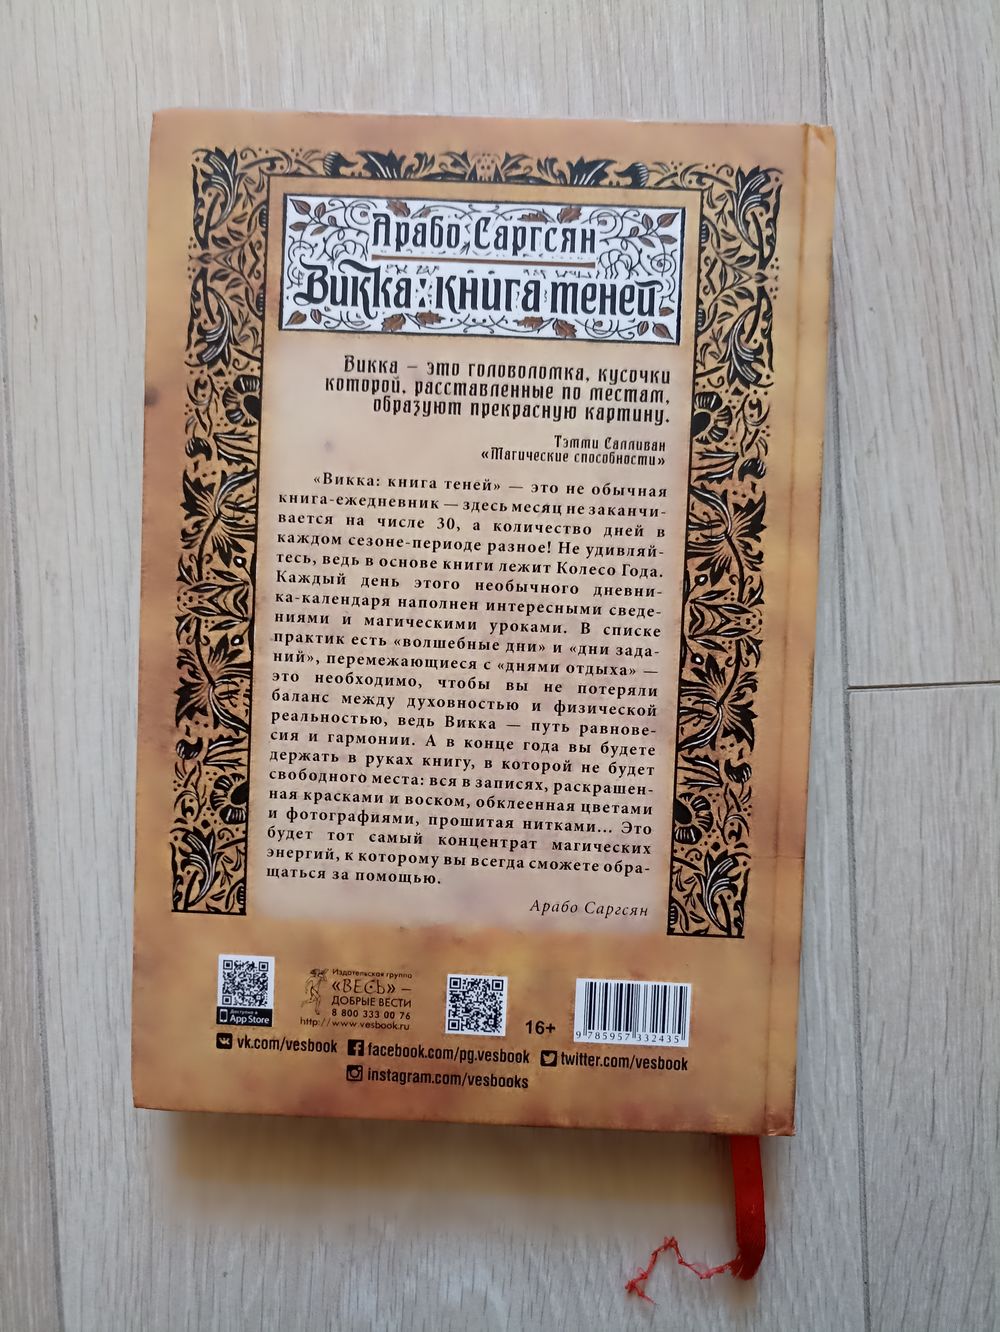 Арабо Саргсян
Викка: книга теней
Викка – это головоломка, кусочки
которой, расставленные по местам,
образуют прекрасную картину.
Тэмми Салливан
«Магические способности»
«Викка: книга теней» — это не обычная
книга-ежедневник — здесь месяц не заканчи-
вается на числе 30, а количество дней в
каждом сезоне-периоде разное! Не удивляй-
тесь, ведь в основе книги лежит Колесо Года.
Каждый день этого необычного дневни-
ка-календаря наполнен интересными сведе-
ниями и магическими уроками. В списке
практик есть «волшебные дни» и «дни зада-
ний», перемежающиеся с «днями отдыха» —
это необходимо, чтобы вы не потеряли
баланс между духовностью и физической
реальностью, ведь Викка — путь равнове-
сия и гармонии. А в конце года вы будете
держать в руках книгу, в которой не будет
свободного места: вся в записях, раскрашен-
ная красками и воском, обклеенная цветами
и фотографиями, прошитая нитками... Это
будет тот самый концентрат магических
энергий, к которому вы всегда сможете обра-
щаться за помощью.
Арабо Саргсян
Доступно в
App Store
Издательская группа
«ВЕСЬ» –
ДОБРЫЕ ВЕСТИ
8 800 333 00 76
http://www.vesbook.ru
16+
9 785957 332435
vk.com/vesbook
facebook.com/pg.vesbook
twitter.com/vesbook
instagram.com/vesbooks